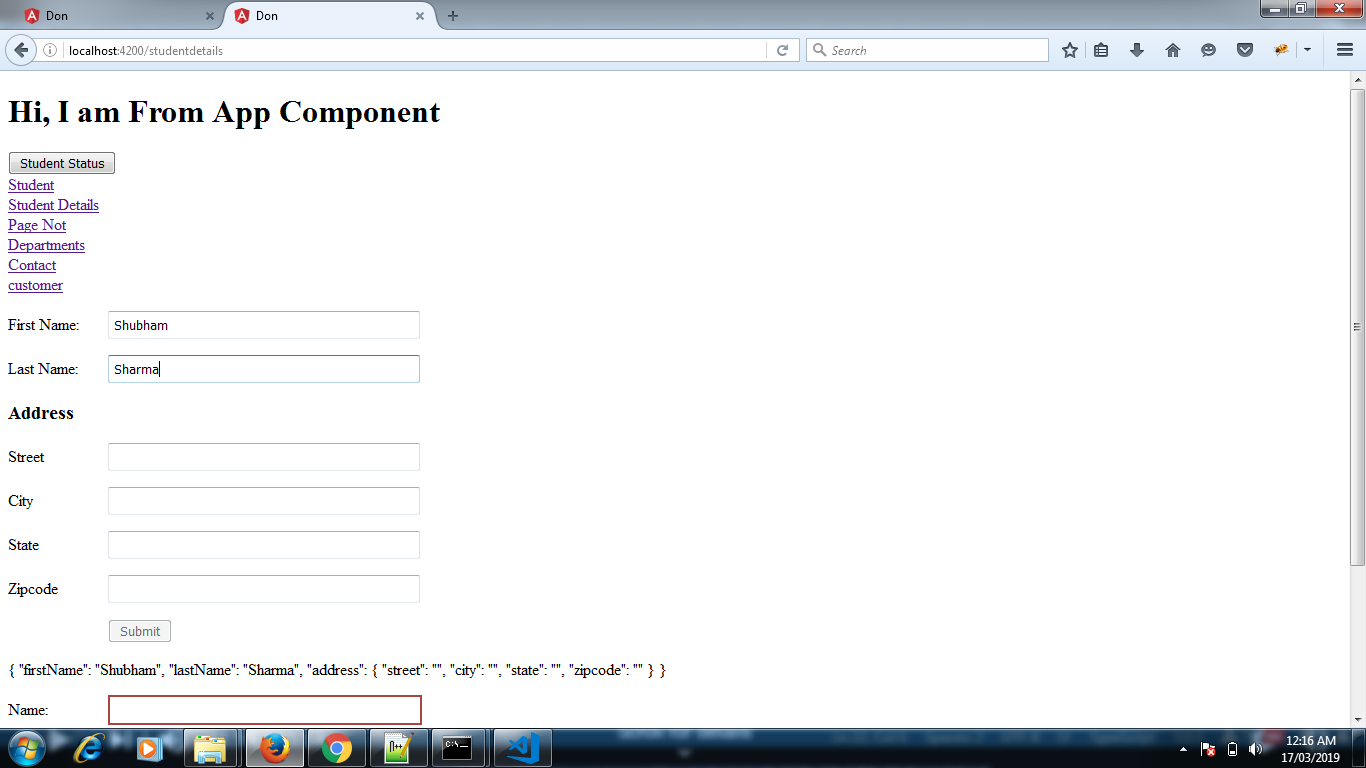 Don
Don
localhost:4200/studentdetails
Search
Hi, I am From App Component
Student Status
Student
Student Details
Page Not
Departments
Contact
customer
First Name: Shubham
Last Name: Sharma
Address
Street
City
State
Zipcode
Submit
{ "firstName": "Shubham", "lastName": "Sharma", "address": { "street": "", "city": "", "state": "", "zipcode": "" } }
Name:
12:16 AM
17/03/2019